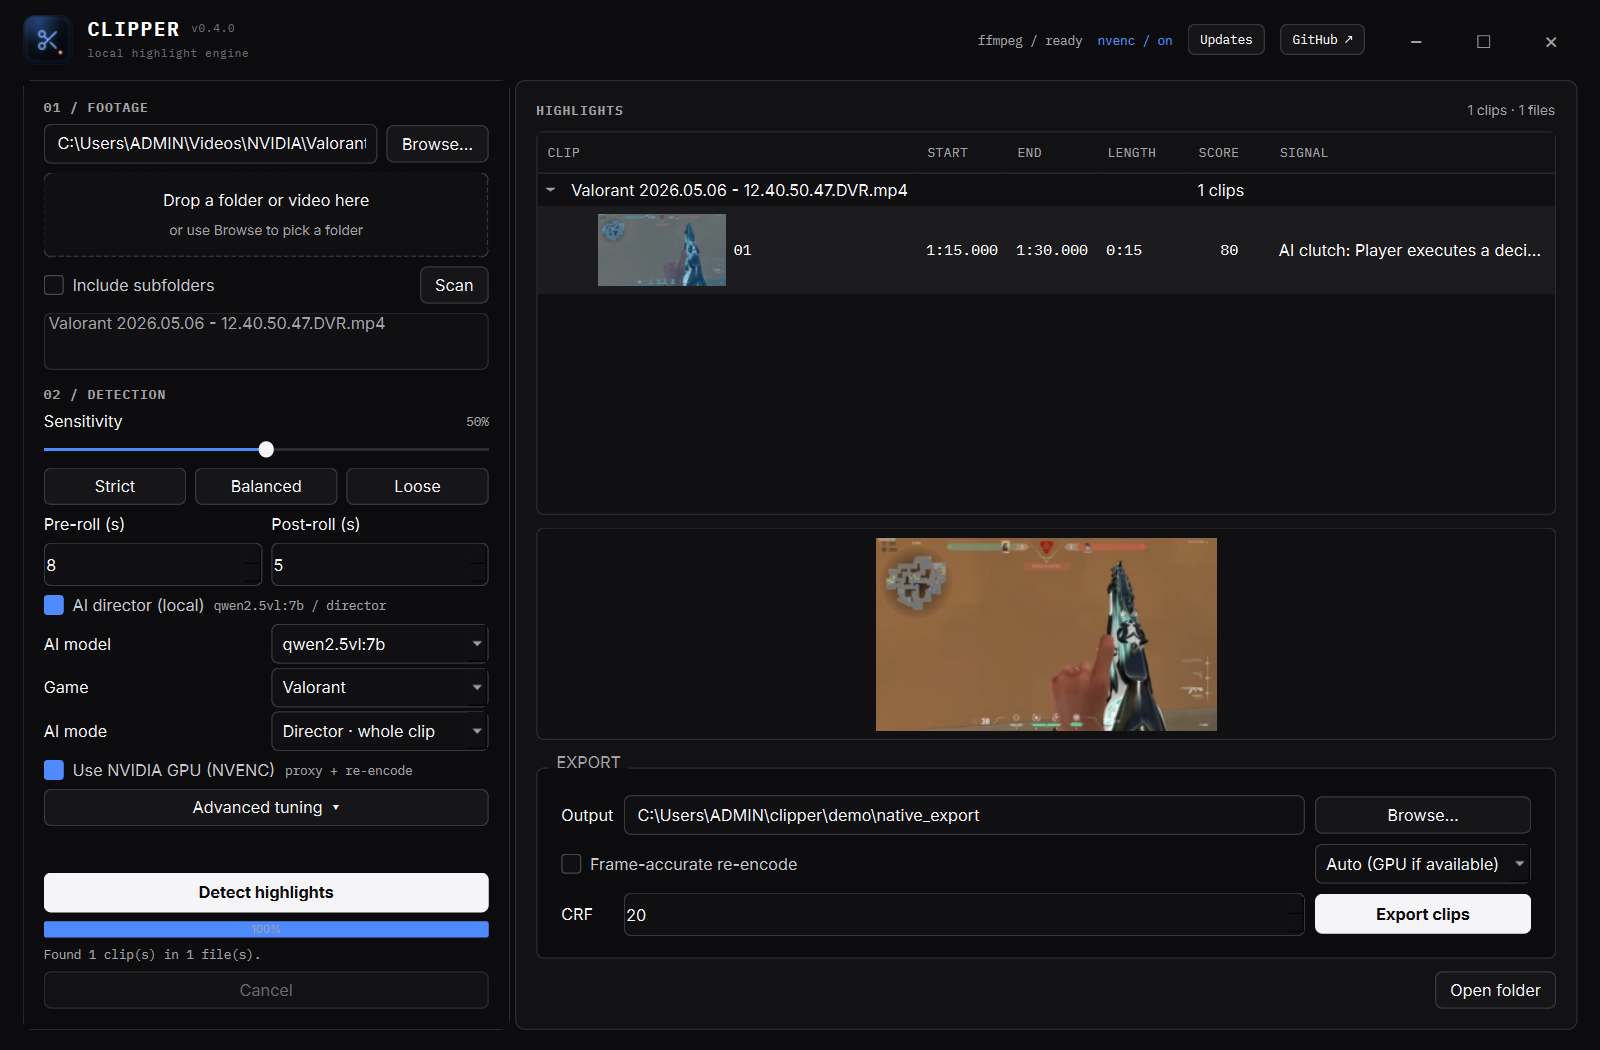 CLIPPER v0.4.0
local highlight engine
ffmpeg / ready nvenc / on Updates GitHub ↗
01 / FOOTAGE
C:\Users\ADMIN\Videos\NVIDIA\Valorant Browse...
Drop a folder or video here
or use Browse to pick a folder
Include subfolders Scan
Valorant 2026.05.06 - 12.40.50.47.DVR.mp4
02 / DETECTION
Sensitivity 50%
Strict Balanced Loose
Pre-roll (s) Post-roll (s)
8 5
AI director (local) qwen2.5vl:7b / director
AI model qwen2.5vl:7b
Game Valorant
AI mode Director · whole clip
Use NVIDIA GPU (NVENC) proxy + re-encode
Advanced tuning ▾
Detect highlights
100%
Found 1 clip(s) in 1 file(s).
Cancel
HIGHLIGHTS 1 clips · 1 files
CLIP START END LENGTH SCORE SIGNAL
Valorant 2026.05.06 - 12.40.50.47.DVR.mp4 1 clips
01 1:15.000 1:30.000 0:15 80 AI clutch: Player executes a deci...
EXPORT
Output C:\Users\ADMIN\clipper\demo\native_export Browse...
Frame-accurate re-encode Auto (GPU if available)
CRF 20 Export clips
Open folder